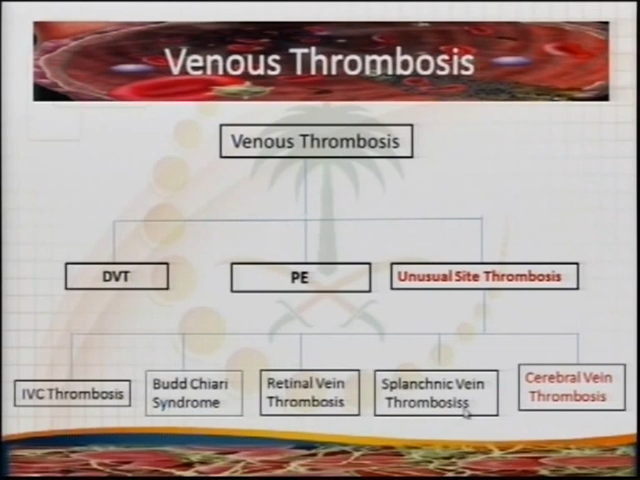 Venous Thrombosis
Venous Thrombosis
DVT
PE
Unusual Site Thrombosis
IVC Thrombosis
Budd Chiari
Syndrome
Retinal Vein
Thrombosis
Splanchnic Vein
Thrombosiss
Cerebral Vein
Thrombosis